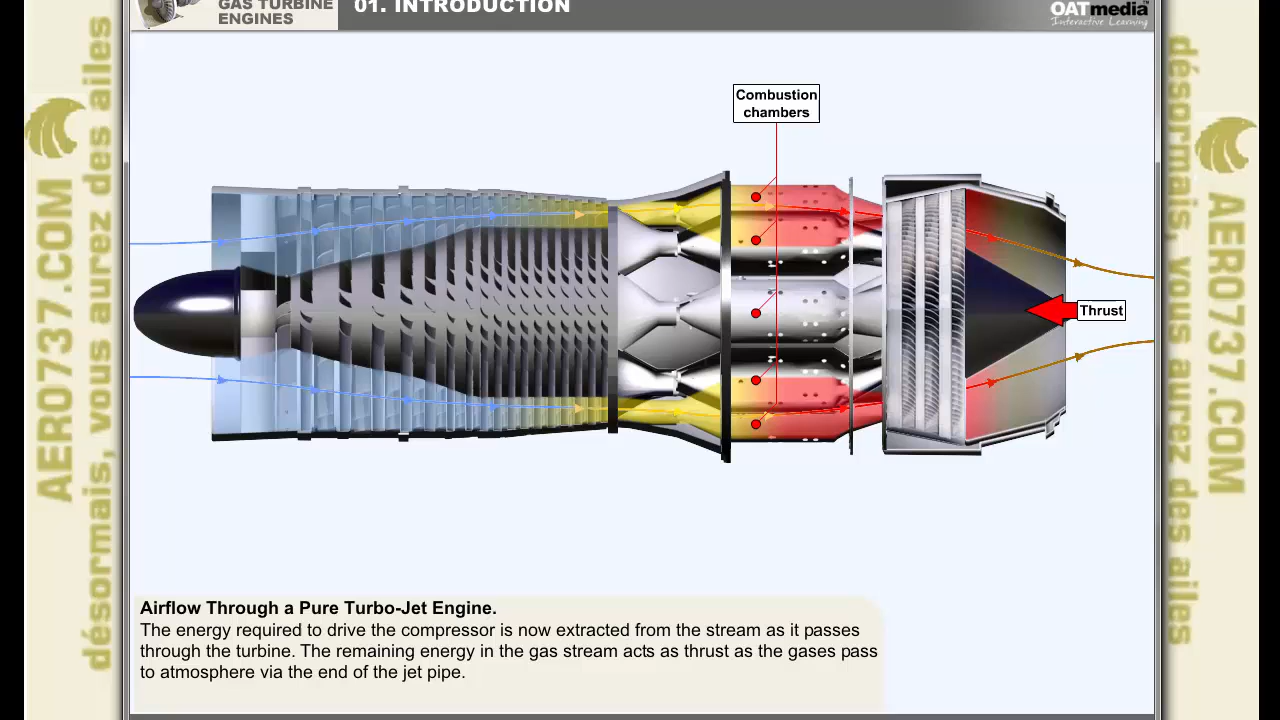 GAS TURBINE
ENGINES
01. INTRODUCTION
OATmedia
Interactive Learning
AERO737.COM
désormais, vous aurez des ailes
Combustion
chambers
Thrust
désormais, vous aurez des ailes
AERO737.COM
Airflow Through a Pure Turbo-Jet Engine.
The energy required to drive the compressor is now extracted from the stream as it passes
through the turbine. The remaining energy in the gas stream acts as thrust as the gases pass
to atmosphere via the end of the jet pipe.